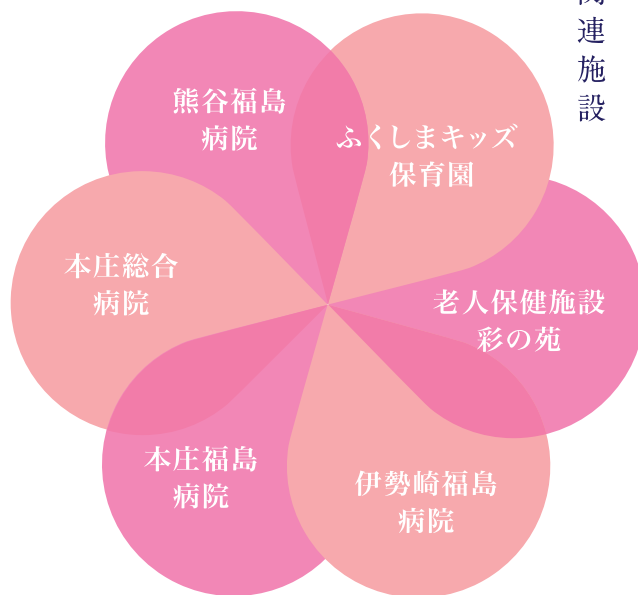 連施設
熊谷福島
病院
ふくしまキッズ
保育園
本庄総合
病院
老人保健施設
彩の苑
本庄福島
病院
伊勢崎福島
病院